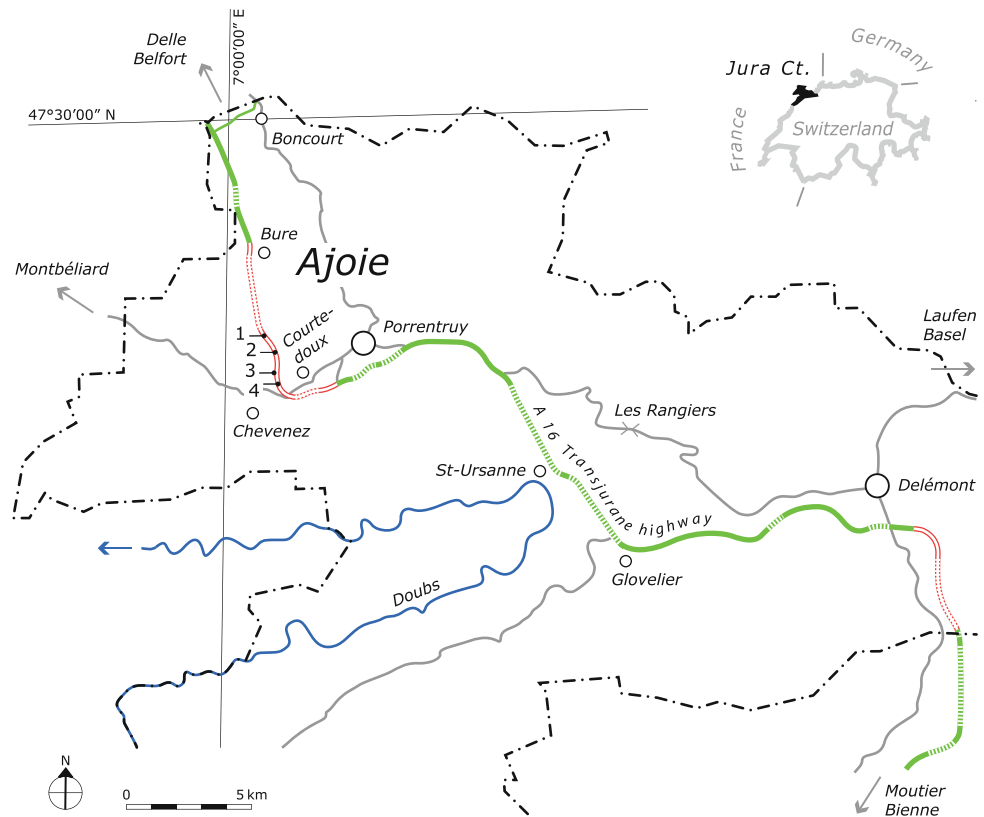 Delle
Belfort
7°00’00” E
47°30’00” N
Boncourt
Jura Ct.
Germany
France
Switzerland
Bure
Ajoie
Montbéliard
1
2
3
4
Courte-
doux
Porrentruy
Chevenez
Laufen
Basel
Les Rangiers
A 16 Transjurane highway
St-Ursanne
Delémont
Glovelier
Doubs
N
0 5 km
Moutier
Bienne